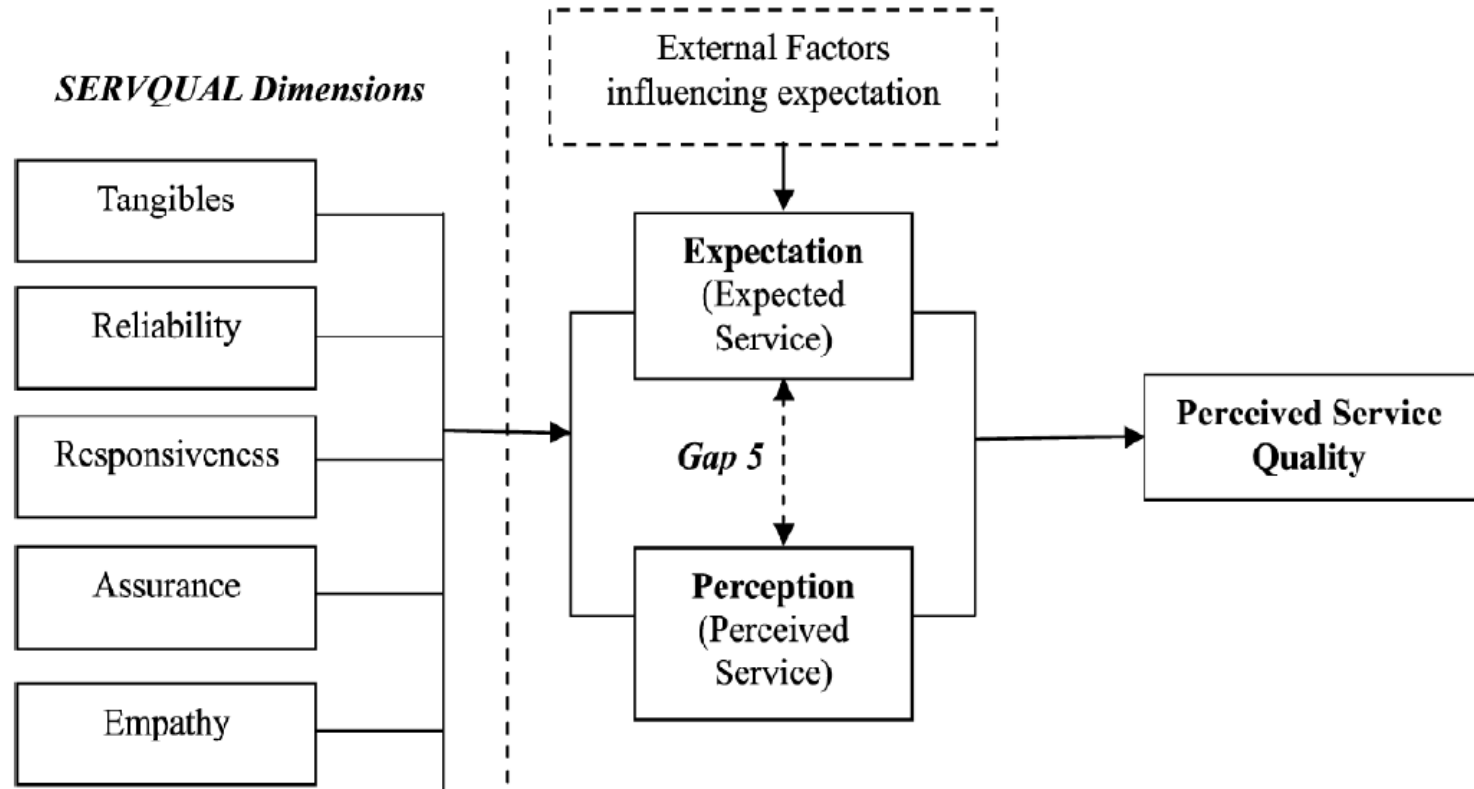 SERVQUAL Dimensions
Tangibles
Reliability
Responsiveness
Assurance
Empathy
External Factors
influencing expectation
Expectation
(Expected
Service)
Gap 5
Perception
(Perceived
Service)
Perceived Service
Quality